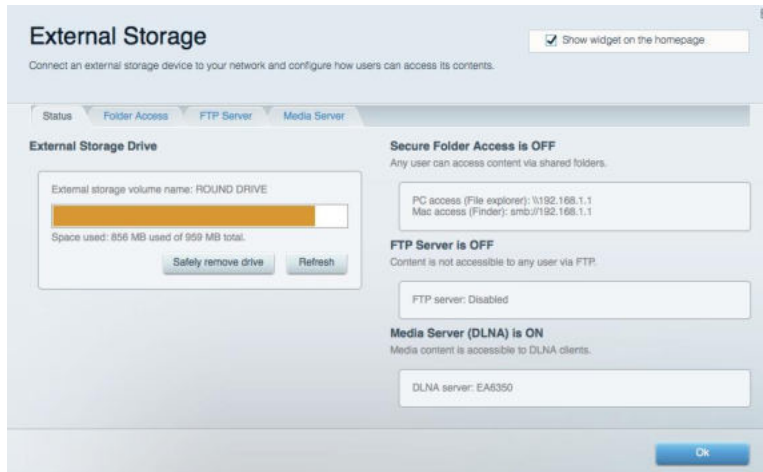 External Storage
Show widget on the homepage
Connect an external storage device to your network and configure how users can access its contents.
Status Folder Access FTP Server Media Server
External Storage Drive
External storage volume name: ROUND DRIVE
Space used: 856 MB used of 959 MB total.
Safely remove drive Refresh
Secure Folder Access is OFF
Any user can access content via shared folders.
PC access (File explorer): \\192.168.1.1
Mac access (Finder): smb://192.168.1.1
FTP Server is OFF
Content is not accessible to any user via FTP.
FTP server: Disabled
Media Server (DLNA) is ON
Media content is accessible to DLNA clients.
DLNA server: EA6350
Ok